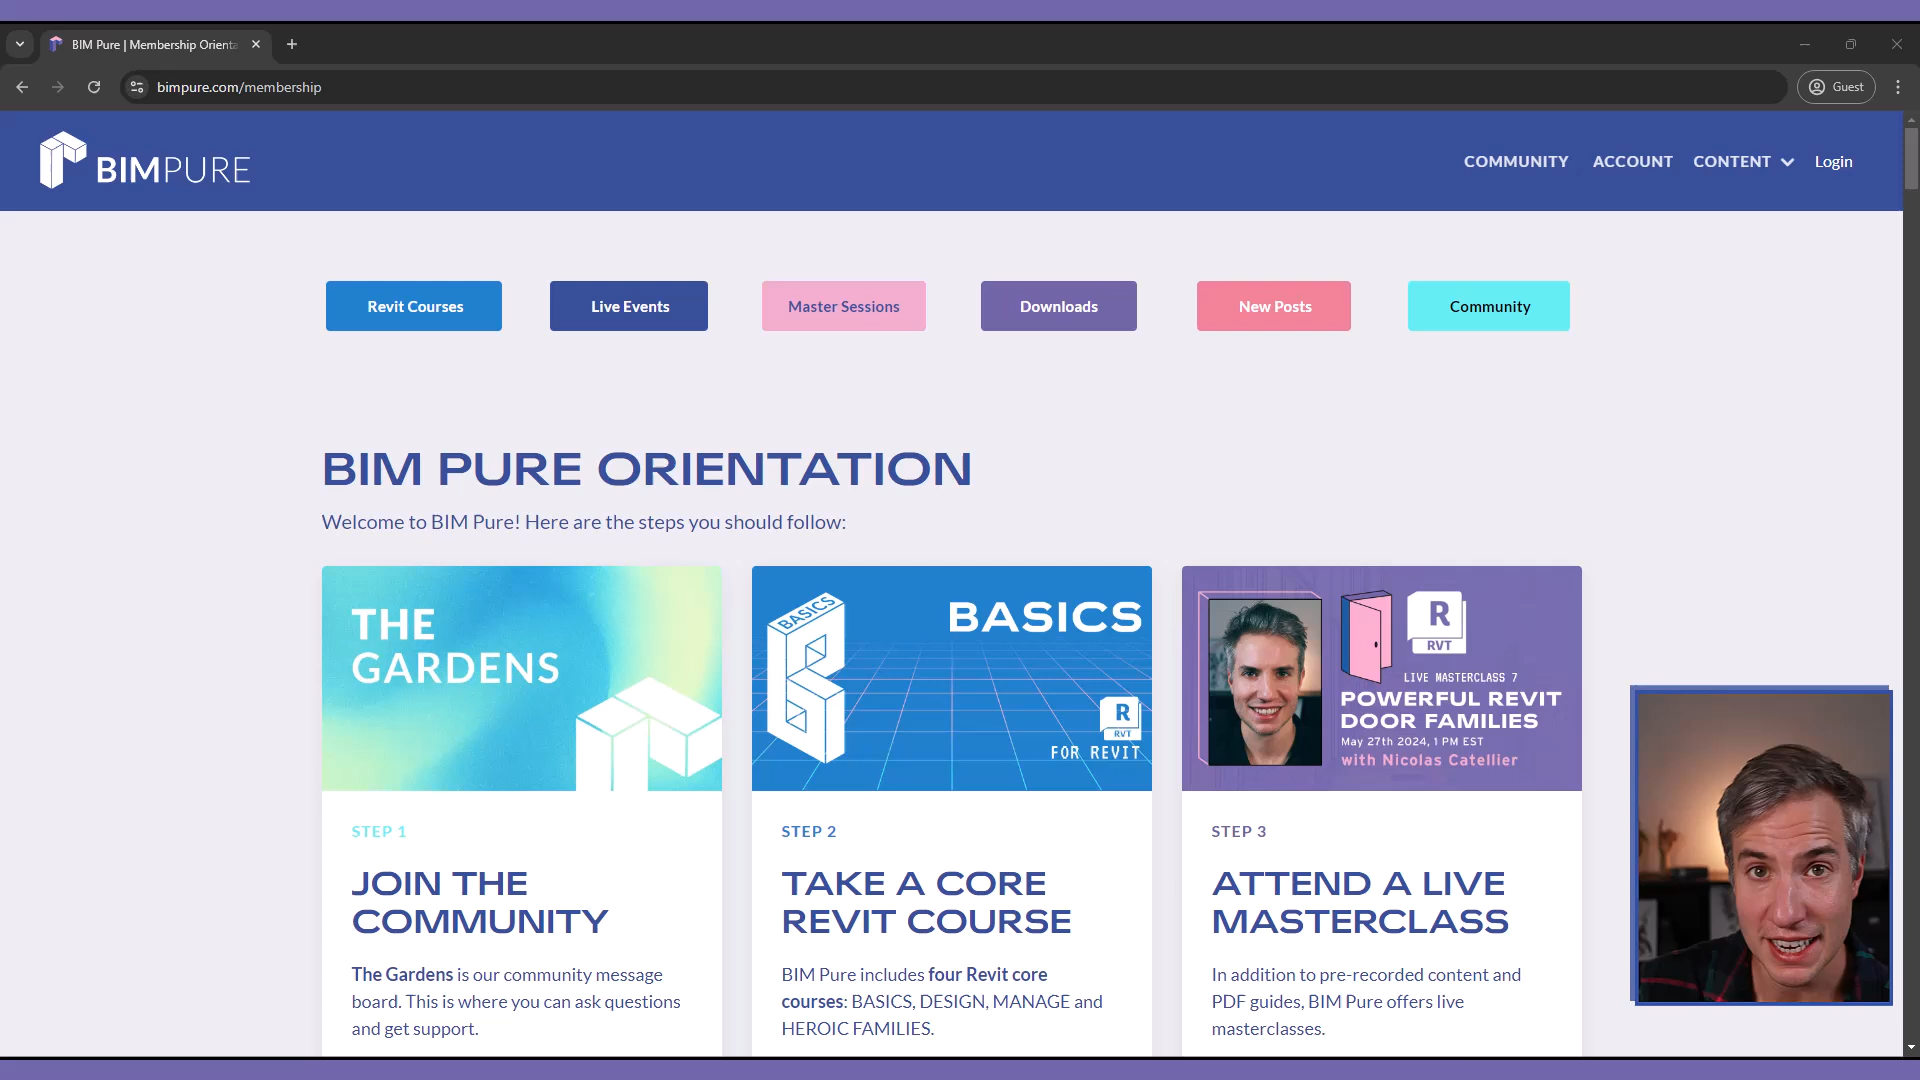 BIM Pure | Membership Orienta
bimpure.com/membership
Guest
BIMPURE
COMMUNITY
ACCOUNT
CONTENT
Login
Revit Courses
Live Events
Master Sessions
Downloads
New Posts
Community
BIM PURE ORIENTATION
Welcome to BIM Pure! Here are the steps you should follow:
THE
GARDENS
STEP 1
JOIN THE
COMMUNITY
The Gardens is our community message
board. This is where you can ask questions
and get support.
BASICS
BASICS
R
RVT
FOR REVIT
STEP 2
TAKE A CORE
REVIT COURSE
BIM Pure includes four Revit core
courses: BASICS, DESIGN, MANAGE and
HEROIC FAMILIES.
R
RVT
LIVE MASTERCLASS 7
POWERFUL REVIT
DOOR FAMILIES
May 27th 2024, 1 PM EST
with Nicolas Catellier
STEP 3
ATTEND A LIVE
MASTERCLASS
In addition to pre-recorded content and
PDF guides, BIM Pure offers live
masterclasses.